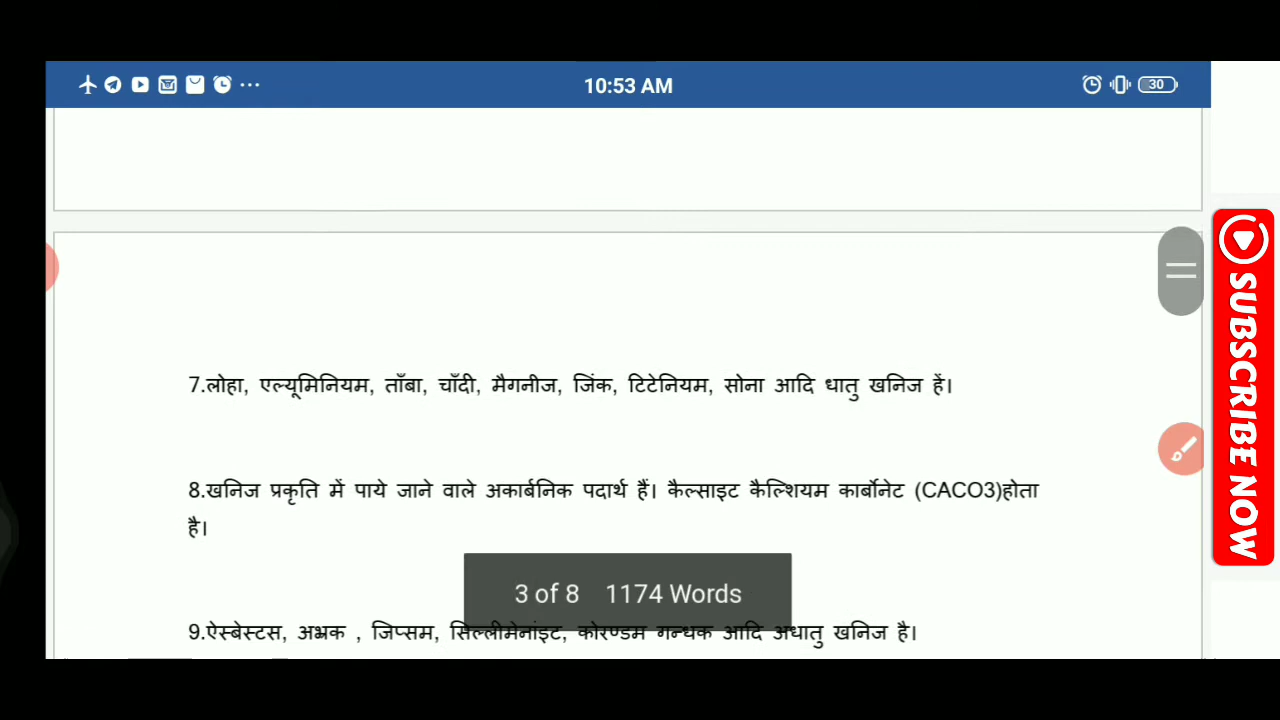 10:53 AM
30
7.लोहा, एल्यूमिनियम, ताँबा, चाँदी, मैगनीज, जिंक, टिटेनियम, सोना आदि धातु खनिज हें।
8.खनिज प्रकृति में पाये जाने वाले अकार्बनिक पदार्थ हैं। कैल्साइट कैल्शियम कार्बोनेट (CACO3)होता
है।
3 of 8 1174 Words
9.ऐस्बेस्टस, अभ्रक , जिप्सम, सिल्लीमेनांइट, कोरण्डम गन्धक आदि अधातु खनिज है।
SUBSCRIBE NOW